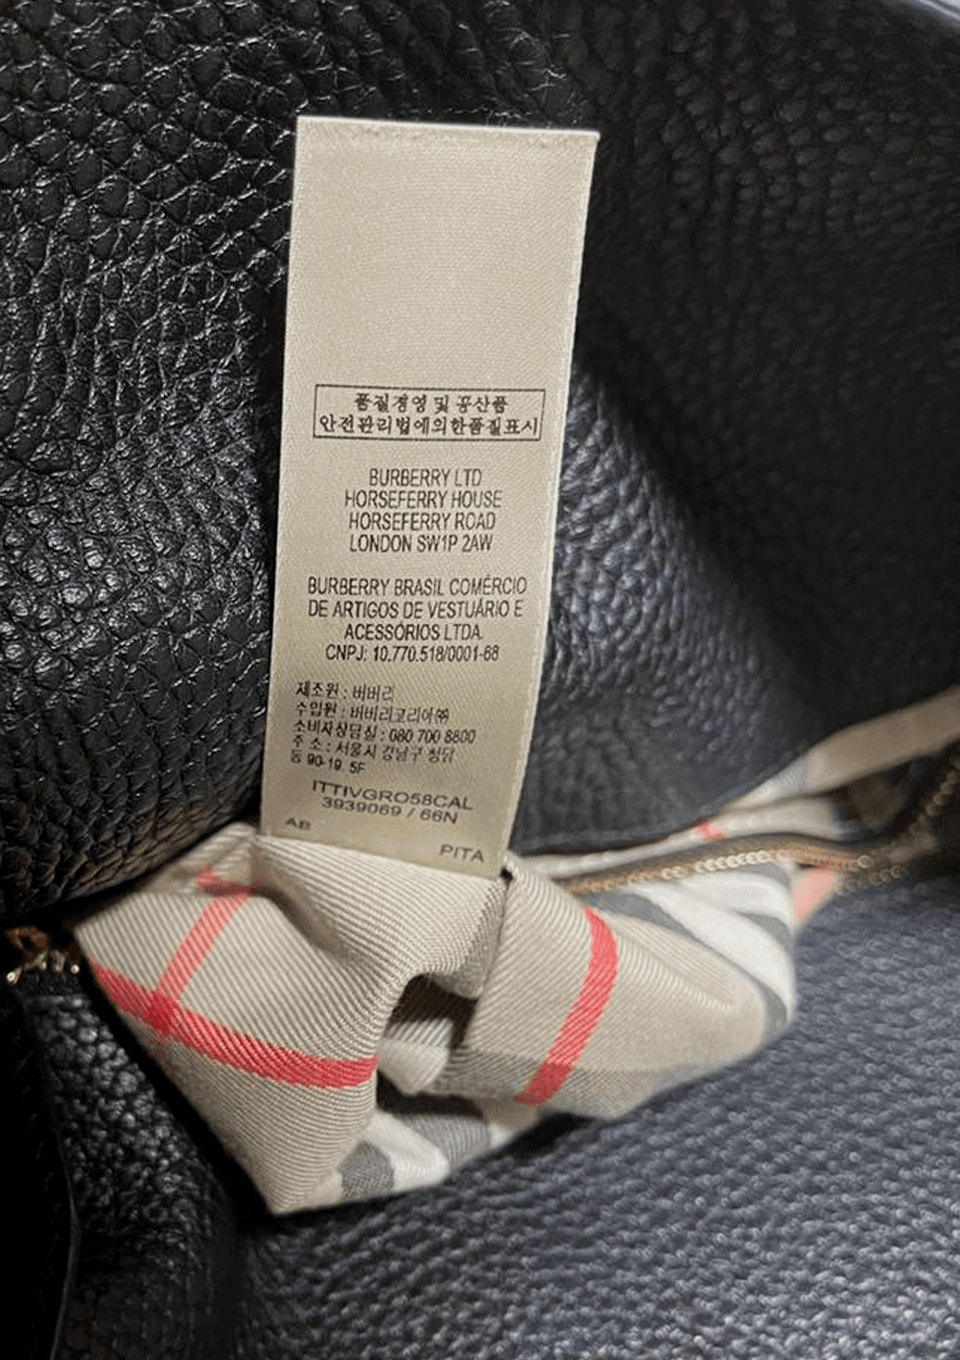 품질경영 및 공산품
안전관리법에의한품질표시
BURBERRY LTD
HORSEFERRY HOUSE
HORSEFERRY ROAD
LONDON SW1P 2AW
BURBERRY BRASIL COMÉRCIO
DE ARTIGOS DE VESTUÁRIO E
ACESSÓRIOS LTDA.
CNPJ: 10.770.518/0001-68
제조원 : 버버리
수입원 : 버버리코리아㈜
소비자상담실 : 080 700 8800
주 소 : 서울시 강남구 청담
동 90-19. 5F
ITTIVGRO58CAL
3939069 / 66N
AB
PITA